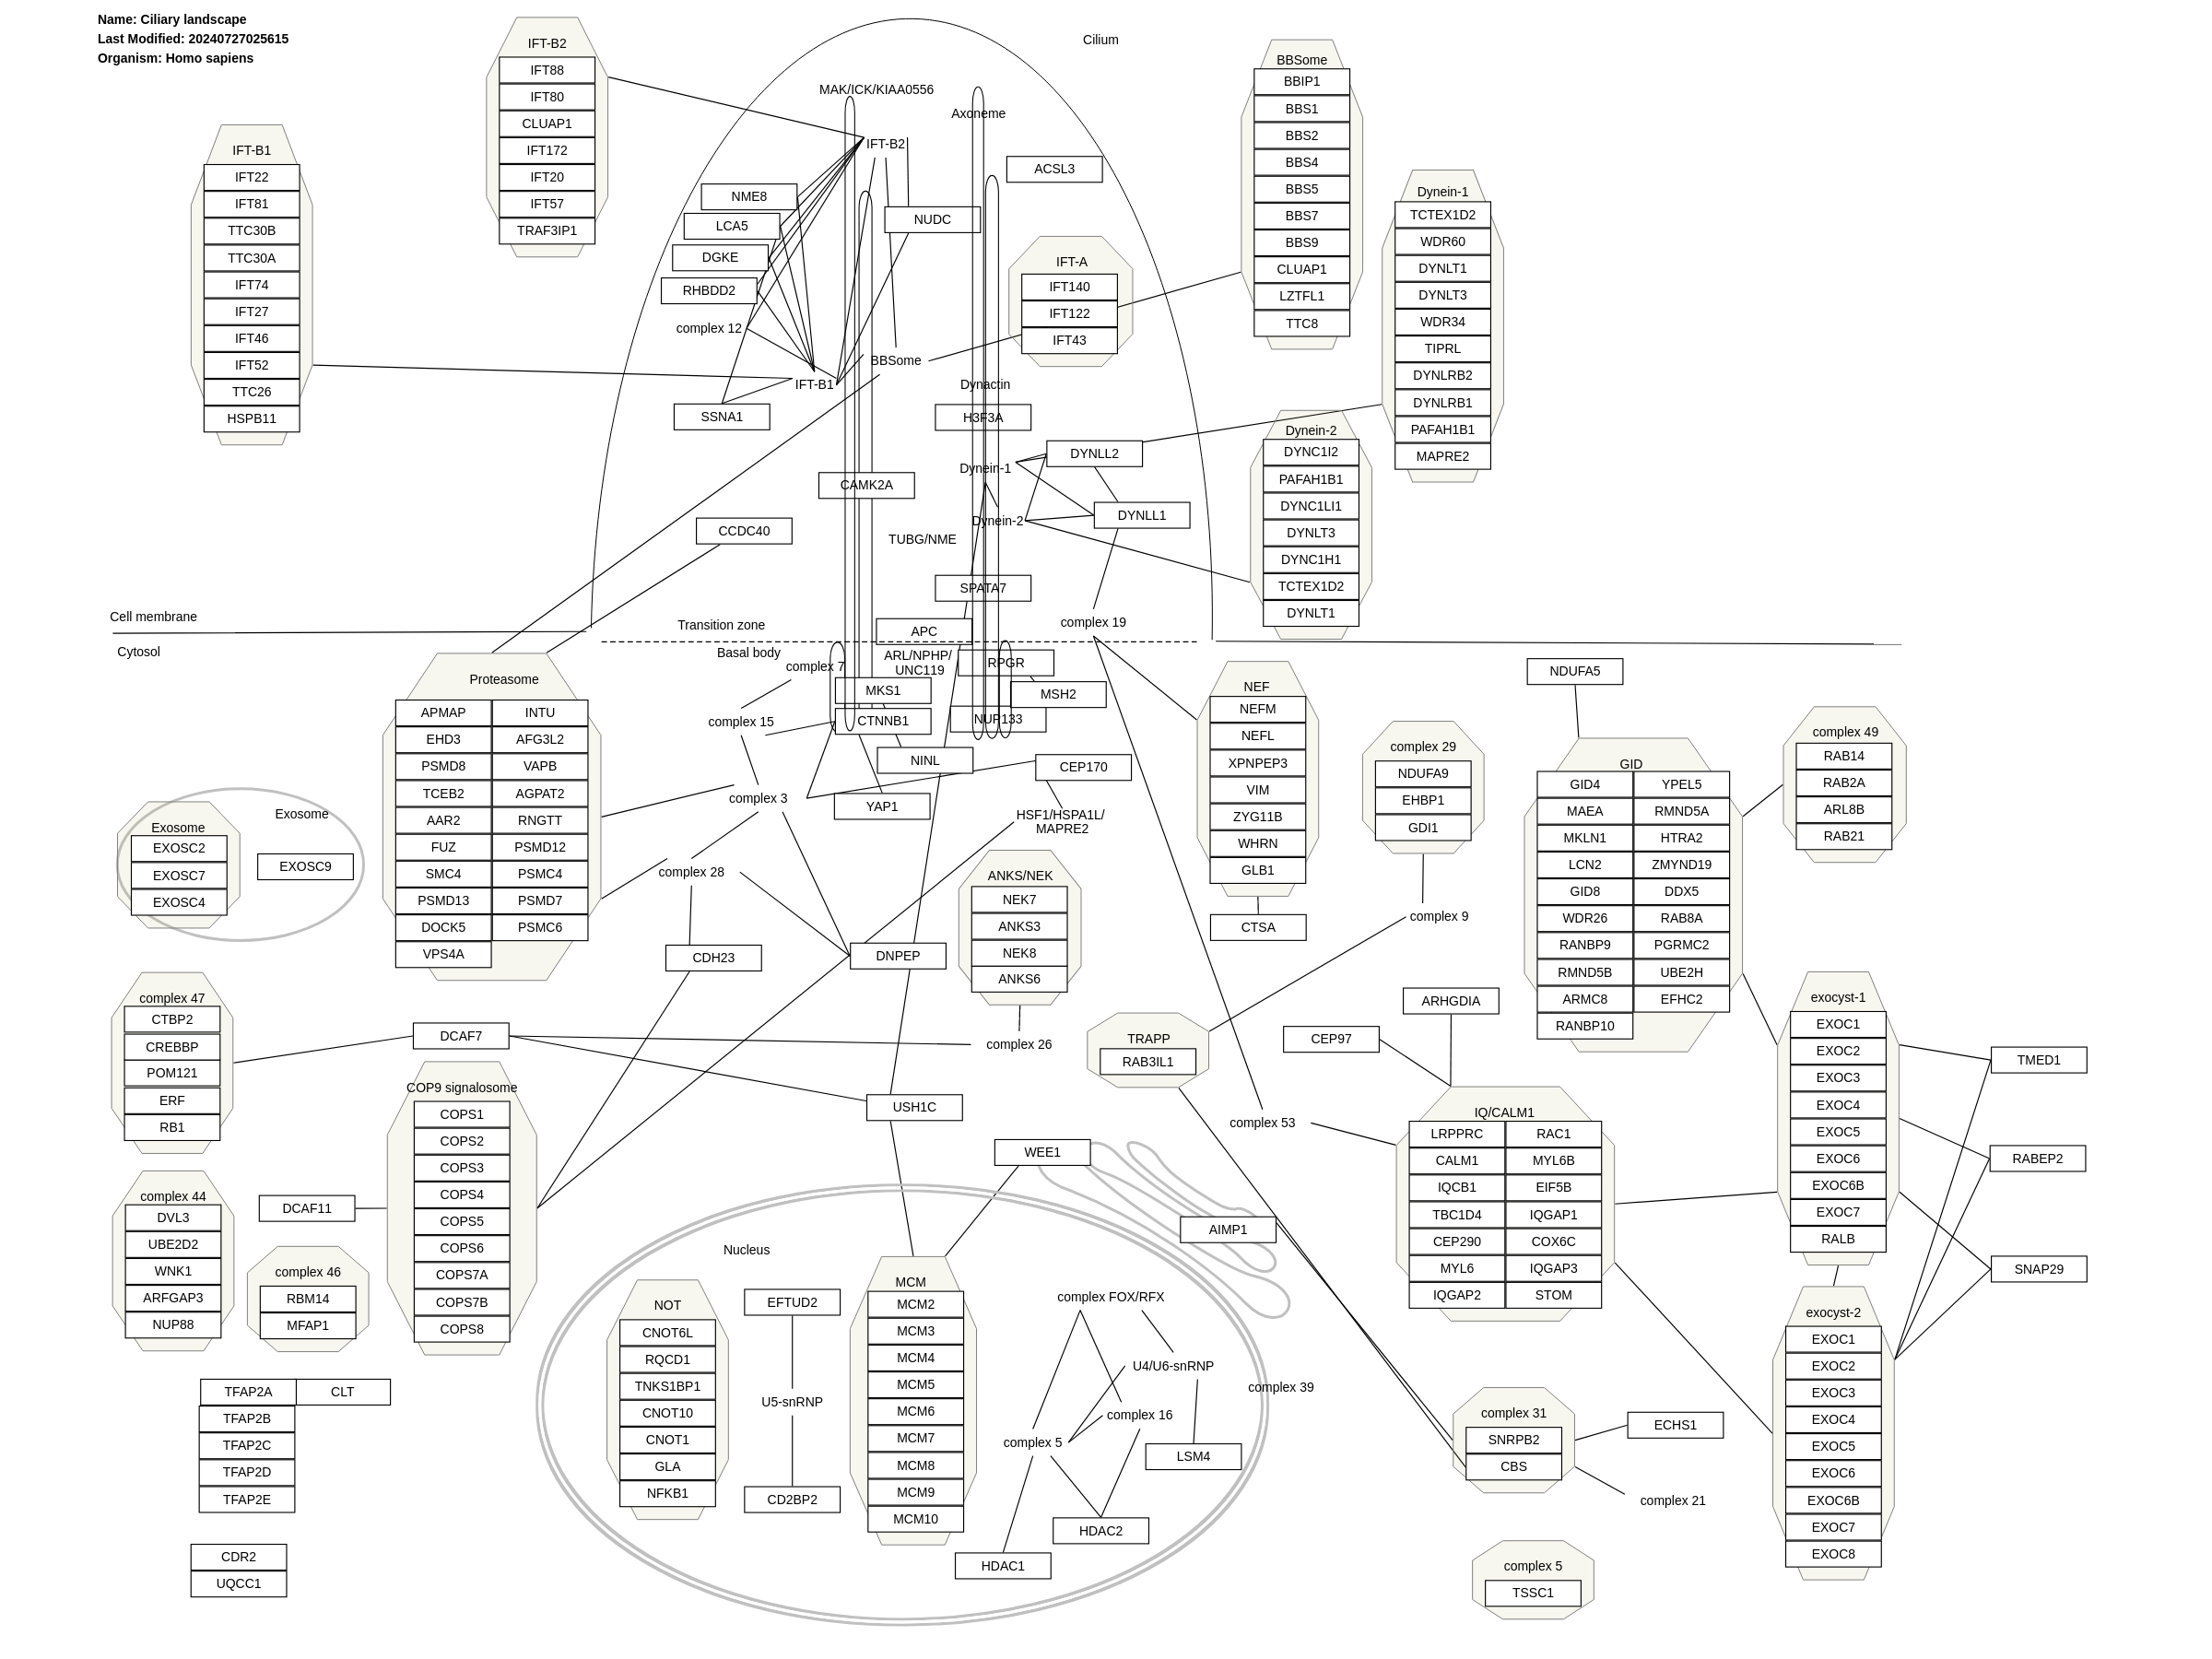 Name: Ciliary landscape
Last Modified: 20240727025615
Organism: Homo sapiens
IFT-B1
IFT22
IFT81
TTC30B
TTC30A
IFT74
IFT27
IFT46
IFT52
TTC26
HSPB11
IFT-B2
IFT88
IFT80
CLUAP1
IFT172
IFT20
IFT57
TRAF3IP1
Cilium
MAK/ICK/KIAA0556
Axoneme
IFT-B2
ACSL3
NME8
LCA5
NUDC
DGKE
RHBDD2
complex 12
IFT-A
IFT140
IFT122
IFT43
BBSome
IFT-B1
Dynactin
SSNA1
H3F3A
DYNLL2
Dynein-1
CAMK2A
DYNLL1
Dynein-2
CCDC40
TUBG/NME
SPATA7
BBSome
BBIP1
BBS1
BBS2
BBS4
BBS5
BBS7
BBS9
CLUAP1
LZTFL1
TTC8
Dynein-1
TCTEX1D2
WDR60
DYNLT1
DYNLT3
WDR34
TIPRL
DYNLRB2
DYNLRB1
PAFAH1B1
MAPRE2
Dynein-2
DYNC1I2
PAFAH1B1
DYNC1LI1
DYNLT3
DYNC1H1
TCTEX1D2
DYNLT1
Cell membrane
Cytosol
Transition zone
Basal body
APC
complex 19
complex 7
ARL/NPHP/
UNC119
RPGR
MKS1
MSH2
complex 15
CTNNB1
NUP133
NINL
CEP170
complex 3
YAP1
HSF1/HSPA1L/
MAPRE2
Proteasome
APMAP
INTU
EHD3
AFG3L2
PSMD8
VAPB
TCEB2
AGPAT2
AAR2
RNGTT
FUZ
PSMD12
SMC4
PSMC4
PSMD13
PSMD7
DOCK5
PSMC6
VPS4A
Exosome
Exosome
EXOSC2
EXOSC7
EXOSC4
EXOSC9
complex 28
CDH23
DNPEP
ANKS/NEK
NEK7
ANKS3
NEK8
ANKS6
complex 26
NEF
NEFM
NEFL
XPNPEP3
VIM
ZYG11B
WHRN
GLB1
CTSA
complex 29
NDUFA9
EHBP1
GDI1
complex 9
NDUFA5
GID
GID4
YPEL5
MAEA
RMND5A
MKLN1
HTRA2
LCN2
ZMYND19
GID8
DDX5
WDR26
RAB8A
RANBP9
PGRMC2
RMND5B
UBE2H
ARMC8
EFHC2
RANBP10
complex 49
RAB14
RAB2A
ARL8B
RAB21
complex 47
CTBP2
CREBBP
POM121
ERF
RB1
DCAF7
COP9 signalosome
COPS1
COPS2
COPS3
COPS4
COPS5
COPS6
COPS7A
COPS7B
COPS8
USH1C
TRAPP
RAB3IL1
CEP97
ARHGDIA
complex 53
IQ/CALM1
LRPPRC
RAC1
CALM1
MYL6B
IQCB1
EIF5B
TBC1D4
IQGAP1
CEP290
COX6C
MYL6
IQGAP3
IQGAP2
STOM
exocyst-1
EXOC1
EXOC2
EXOC3
EXOC4
EXOC5
EXOC6
EXOC6B
EXOC7
RALB
TMED1
RABEP2
SNAP29
exocyst-2
EXOC1
EXOC2
EXOC3
EXOC4
EXOC5
EXOC6
EXOC6B
EXOC7
EXOC8
complex 44
DVL3
UBE2D2
WNK1
ARFGAP3
NUP88
DCAF11
complex 46
RBM14
MFAP1
WEE1
AIMP1
Nucleus
NOT
CNOT6L
RQCD1
TNKS1BP1
CNOT10
CNOT1
GLA
NFKB1
EFTUD2
U5-snRNP
CD2BP2
MCM
MCM2
MCM3
MCM4
MCM5
MCM6
MCM7
MCM8
MCM9
MCM10
complex FOX/RFX
U4/U6-snRNP
complex 39
complex 16
complex 5
LSM4
HDAC2
HDAC1
complex 31
SNRPB2
CBS
ECHS1
complex 21
complex 5
TSSC1
TFAP2A
CLT
TFAP2B
TFAP2C
TFAP2D
TFAP2E
CDR2
UQCC1